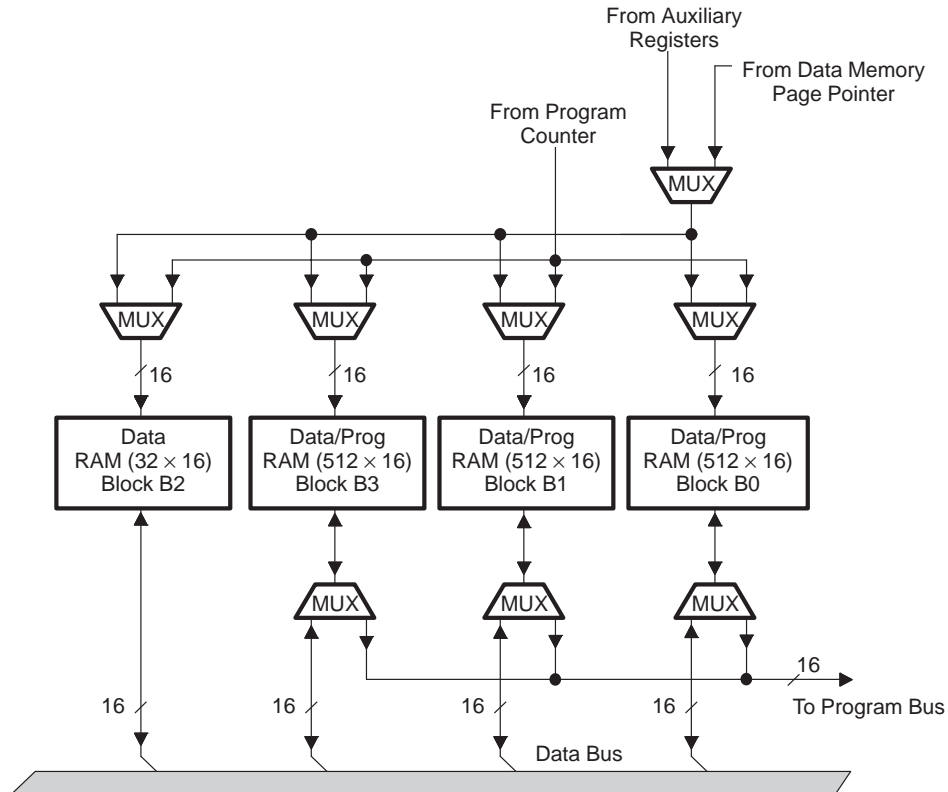 From Auxiliary
Registers
From Data Memory
Page Pointer
From Program
Counter
MUX
MUX
MUX
MUX
MUX
16
16
16
16
Data
RAM (32 × 16)
Block B2
Data/Prog
RAM (512 × 16)
Block B3
Data/Prog
RAM (512 × 16)
Block B1
Data/Prog
RAM (512 × 16)
Block B0
MUX
MUX
MUX
16
To Program Bus
16
16
16
16
Data Bus